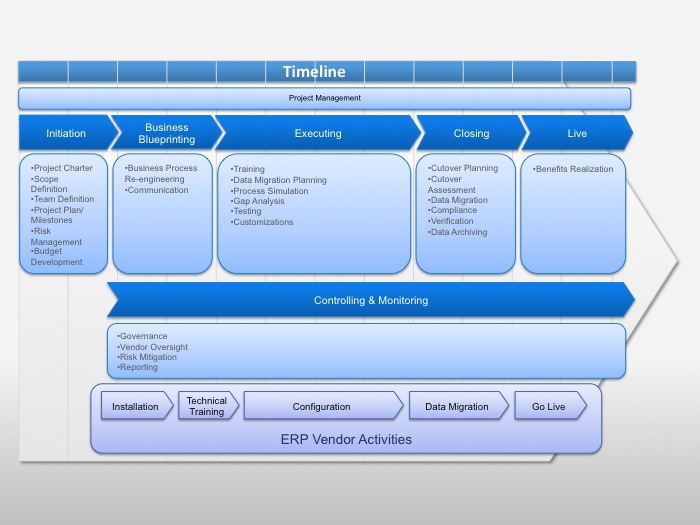 Timeline
Project Management
Initiation
Business
Blueprinting
Executing
Closing
Live
•Project Charter
•Scope
Definition
•Team Definition
•Project Plan/
Milestones
•Risk
Management
•Budget
Development
•Business Process
Re-engineering
•Communication
•Training
•Data Migration Planning
•Process Simulation
•Gap Analysis
•Testing
•Customizations
•Cutover Planning
•Cutover
Assessment
•Data Migration
•Compliance
•Verification
•Data Archiving
•Benefits Realization
Controlling & Monitoring
•Governance
•Vendor Oversight
•Risk Mitigation
•Reporting
Installation
Technical
Training
Configuration
Data Migration
Go Live
ERP Vendor Activities